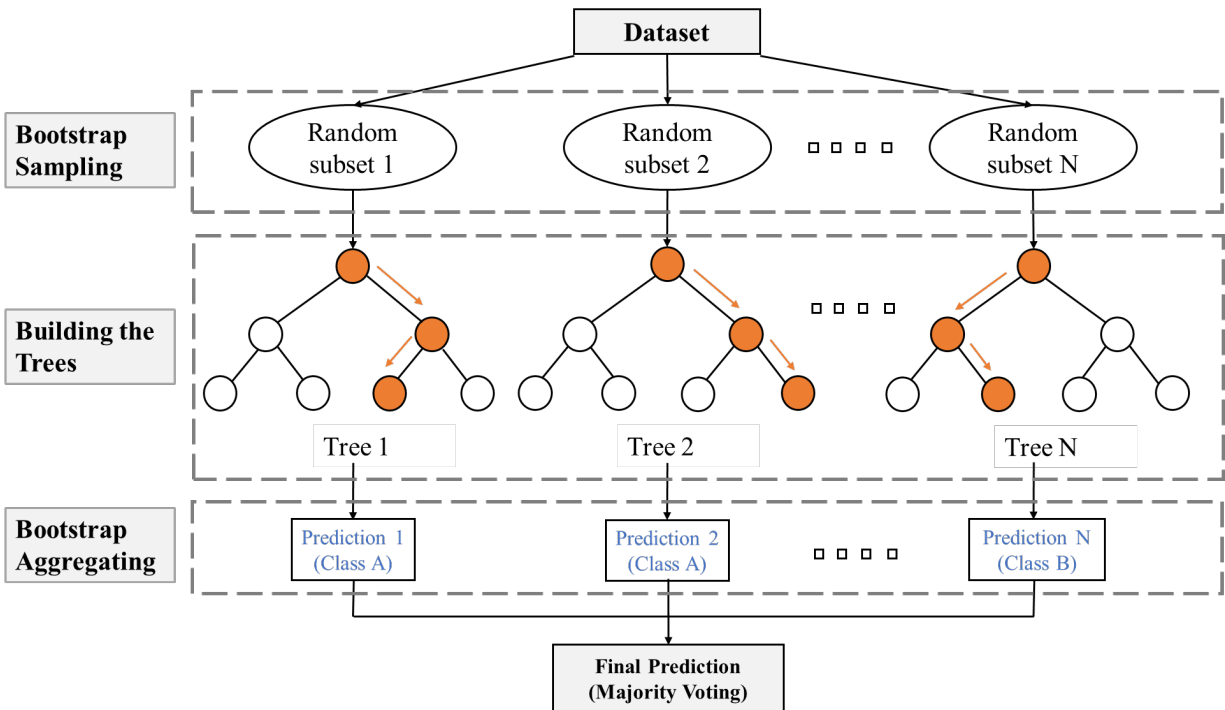 Dataset
Bootstrap
Sampling
Random
subset 1
Random
subset 2
Random
subset N
Building the
Trees
Tree 1
Tree 2
Tree N
Bootstrap
Aggregating
Prediction 1
(Class A)
Prediction 2
(Class A)
Prediction N
(Class B)
Final Prediction
(Majority Voting)